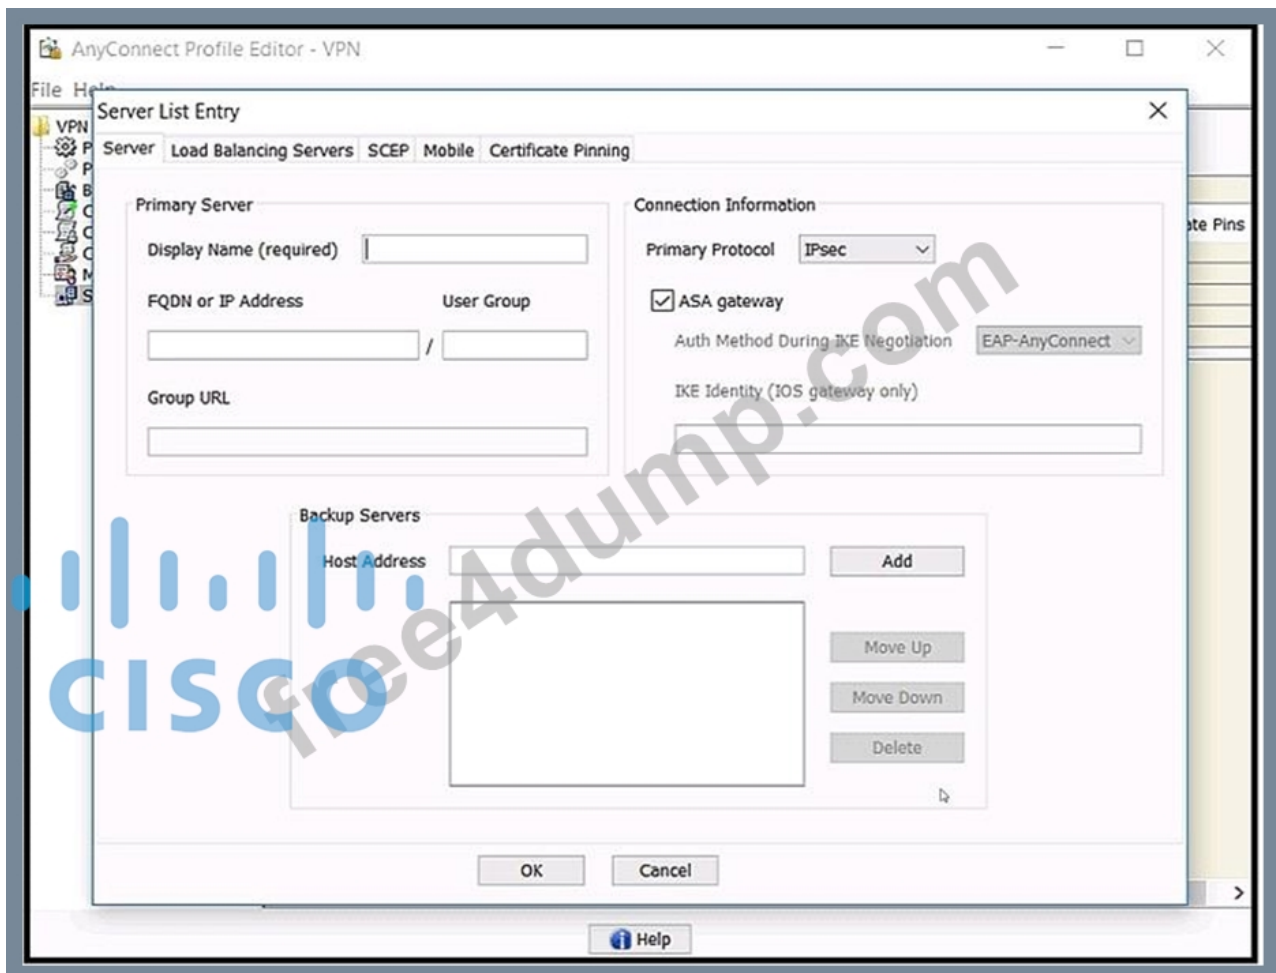 AnyConnect Profile Editor - VPN
File Help
VPN
Server List Entry
Server Load Balancing Servers SCEP Mobile Certificate Pinning
Primary Server
Display Name (required)
FQDN or IP Address User Group
/
Group URL
Connection Information
Primary Protocol IPsec
ASA gateway
Auth Method During IKE Negotiation EAP-AnyConnect
IKE Identity (IOS gateway only)
Backup Servers
Host Address Add
Move Up
Move Down
Delete
OK Cancel
Help
Pins
CISCO
free4dump.com